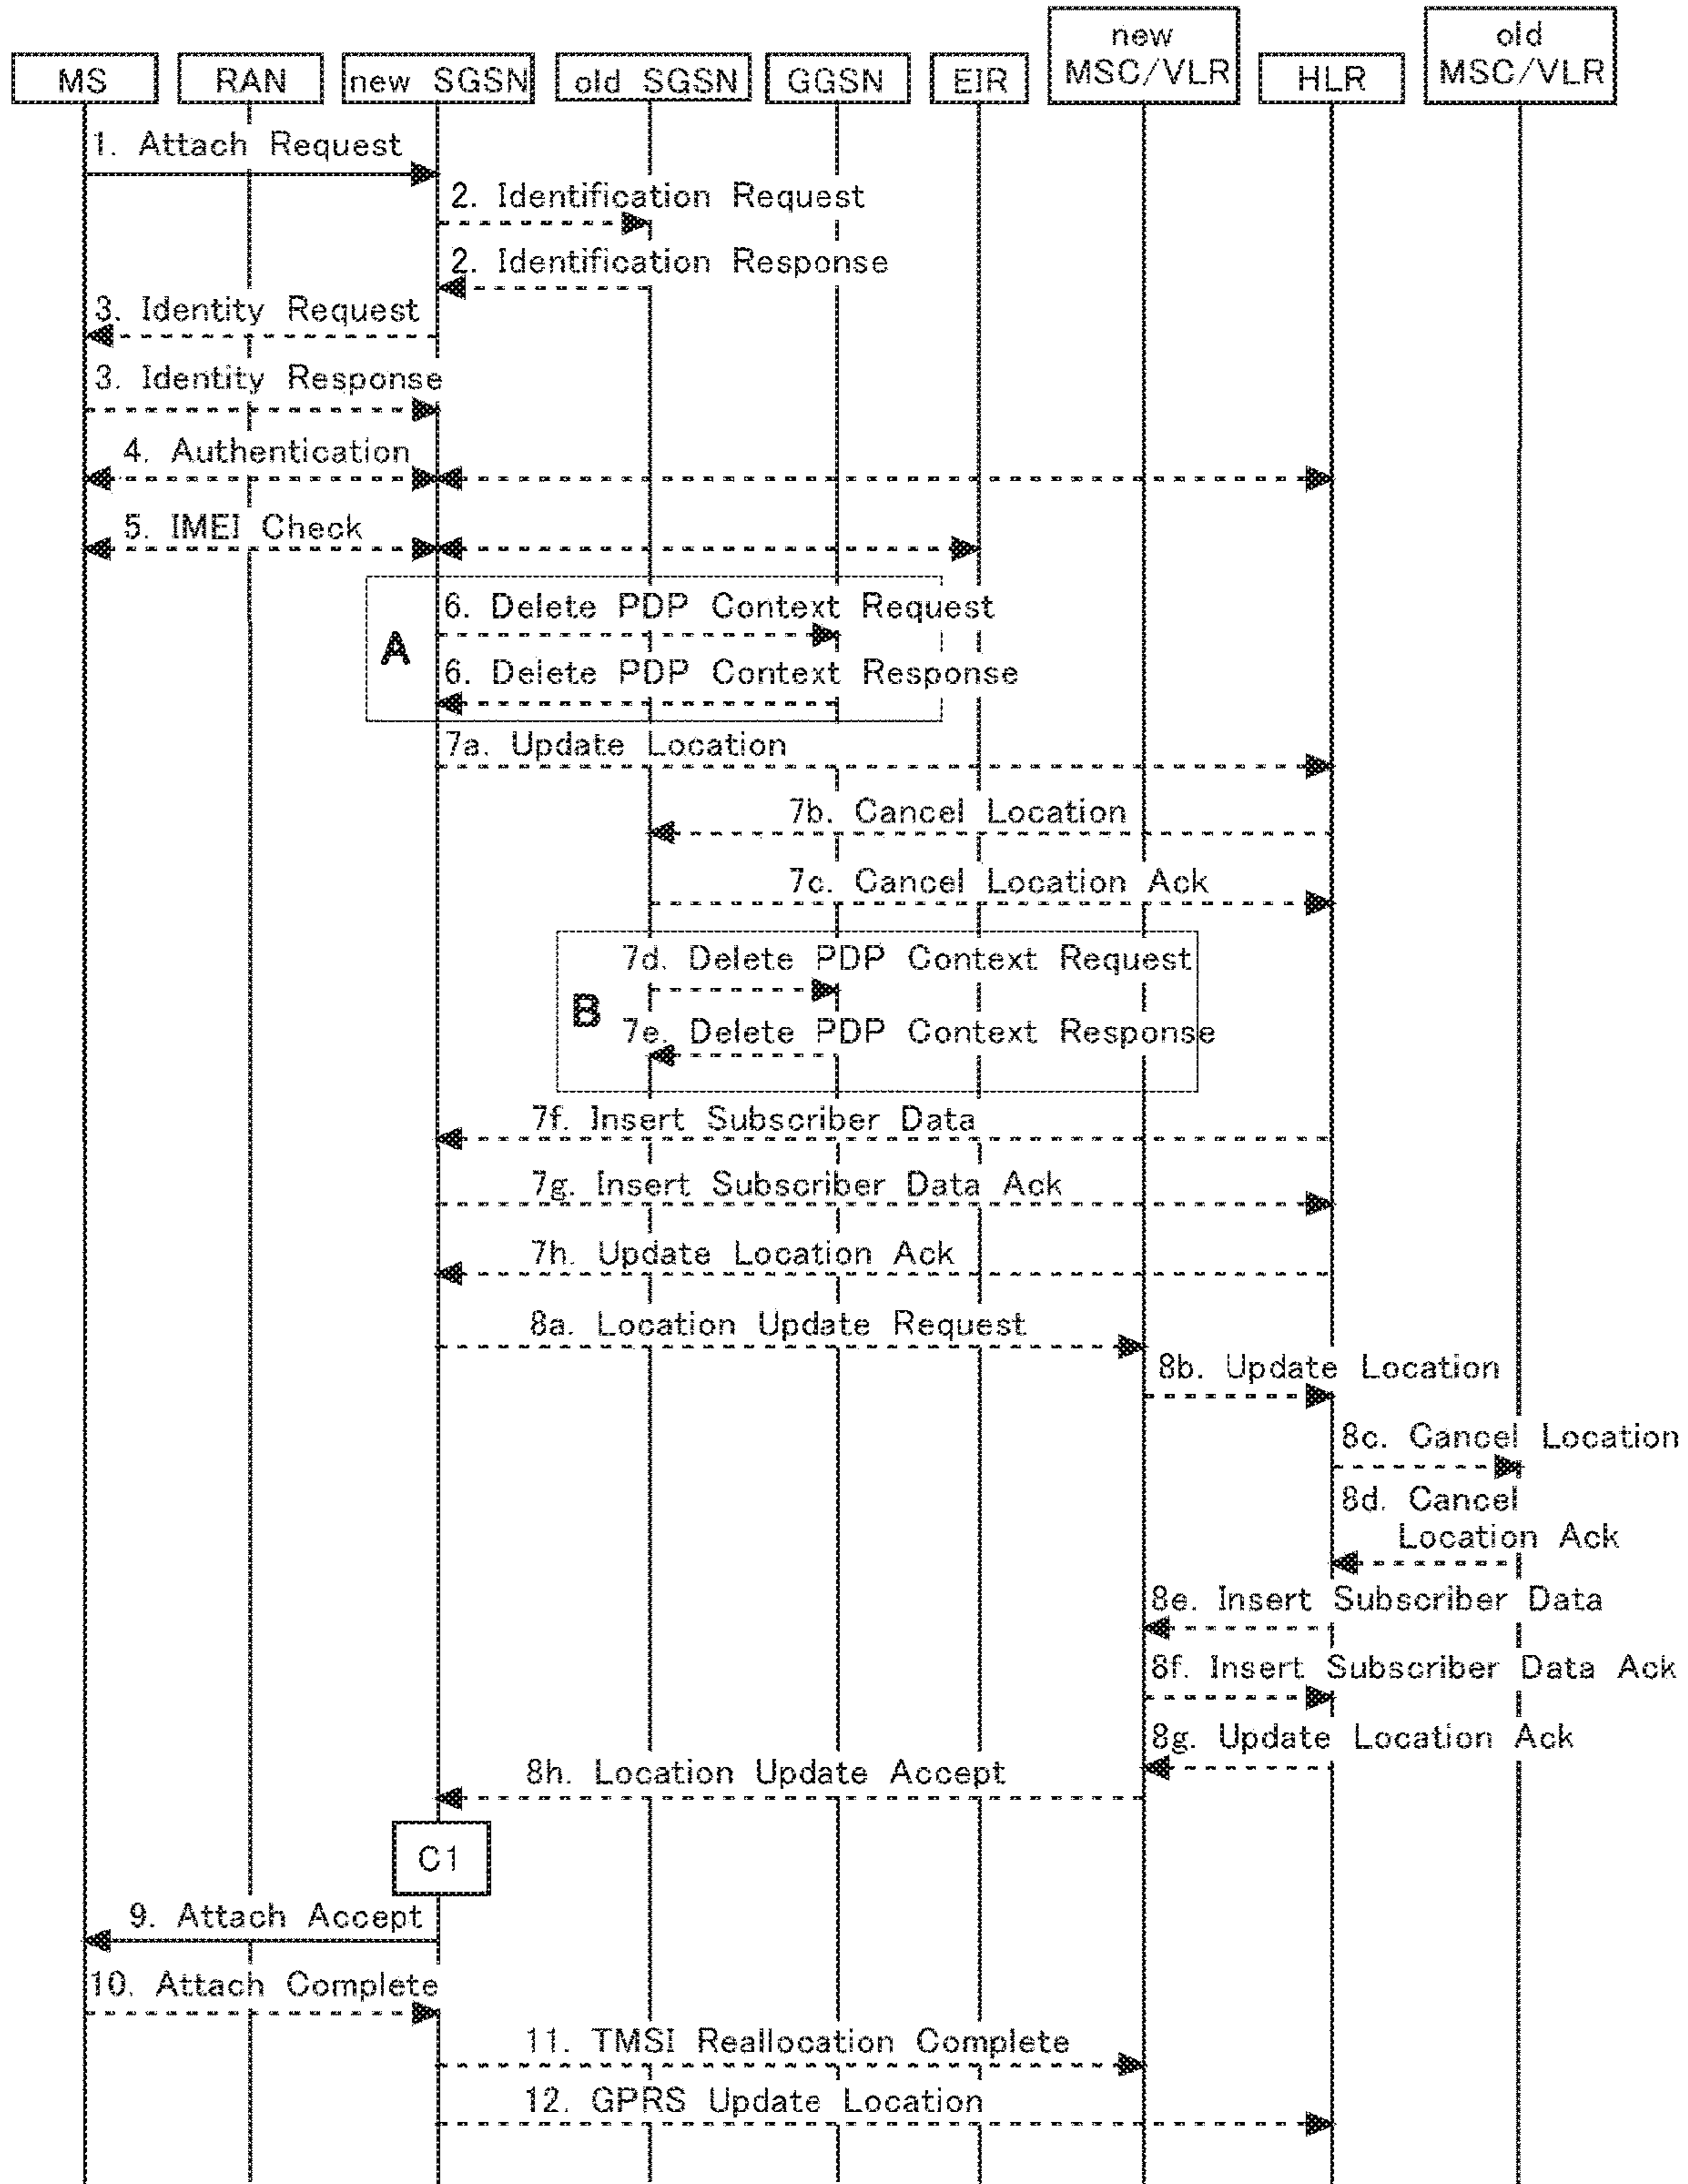 new
old
MS RAN new SGSN old SGSN GGSN EIR MSC/VLR HLR MSC/VLR
1. Attach Request
2. Identification Request
2. Identification Response
3. Identity Request
3. Identity Response
4. Authentication
5. IMEI Check
6. Delete PDP Context Request
A
6. Delete PDP Context Response
7a. Update Location
7b. Cancel Location
7c. Cancel Location Ack
7d. Delete PDP Context Request
B
7e. Delete PDP Context Response
7f. Insert Subscriber Data
7g. Insert Subscriber Data Ack
7h. Update Location Ack
8a. Location Update Request
8b. Update Location
8c. Cancel Location
8d. Cancel
Location Ack
8e. Insert Subscriber Data
8f. Insert Subscriber Data Ack
8g. Update Location Ack
8h. Location Update Accept
C1
9. Attach Accept
10. Attach Complete
11. TMSI Reallocation Complete
12. GPRS Update Location